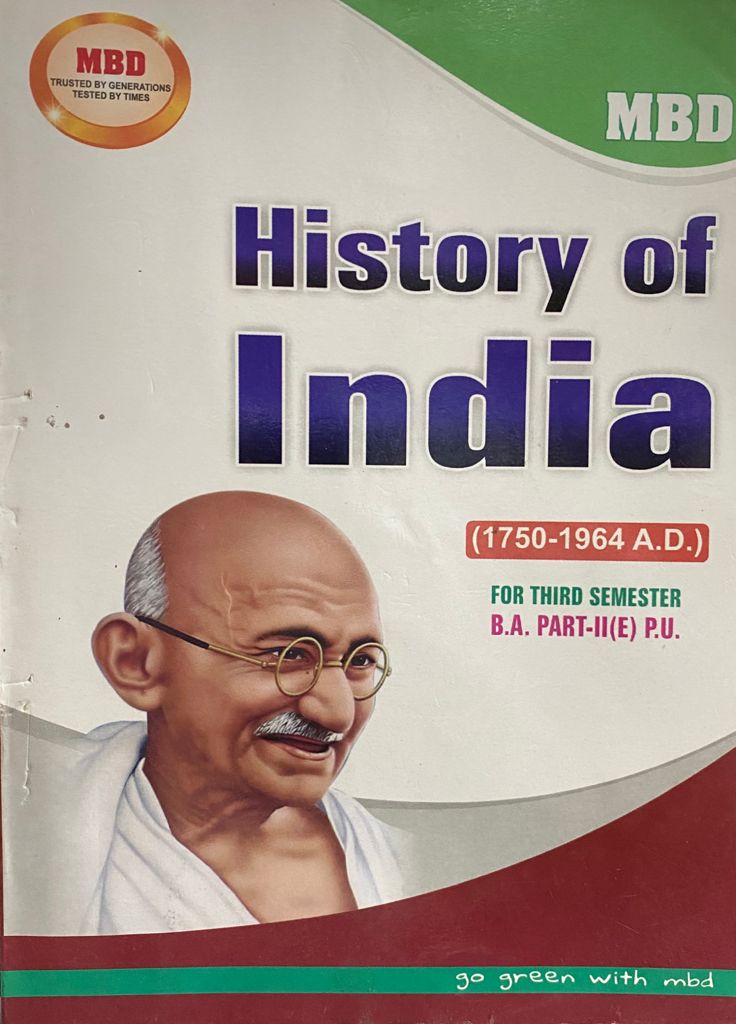 MBD
TRUSTED BY GENERATIONS
TESTED BY TIMES
MBD
History of
India
(1750-1964 A.D.)
FOR THIRD SEMESTER
B.A. PART-II(E) P.U.
go green with mbd